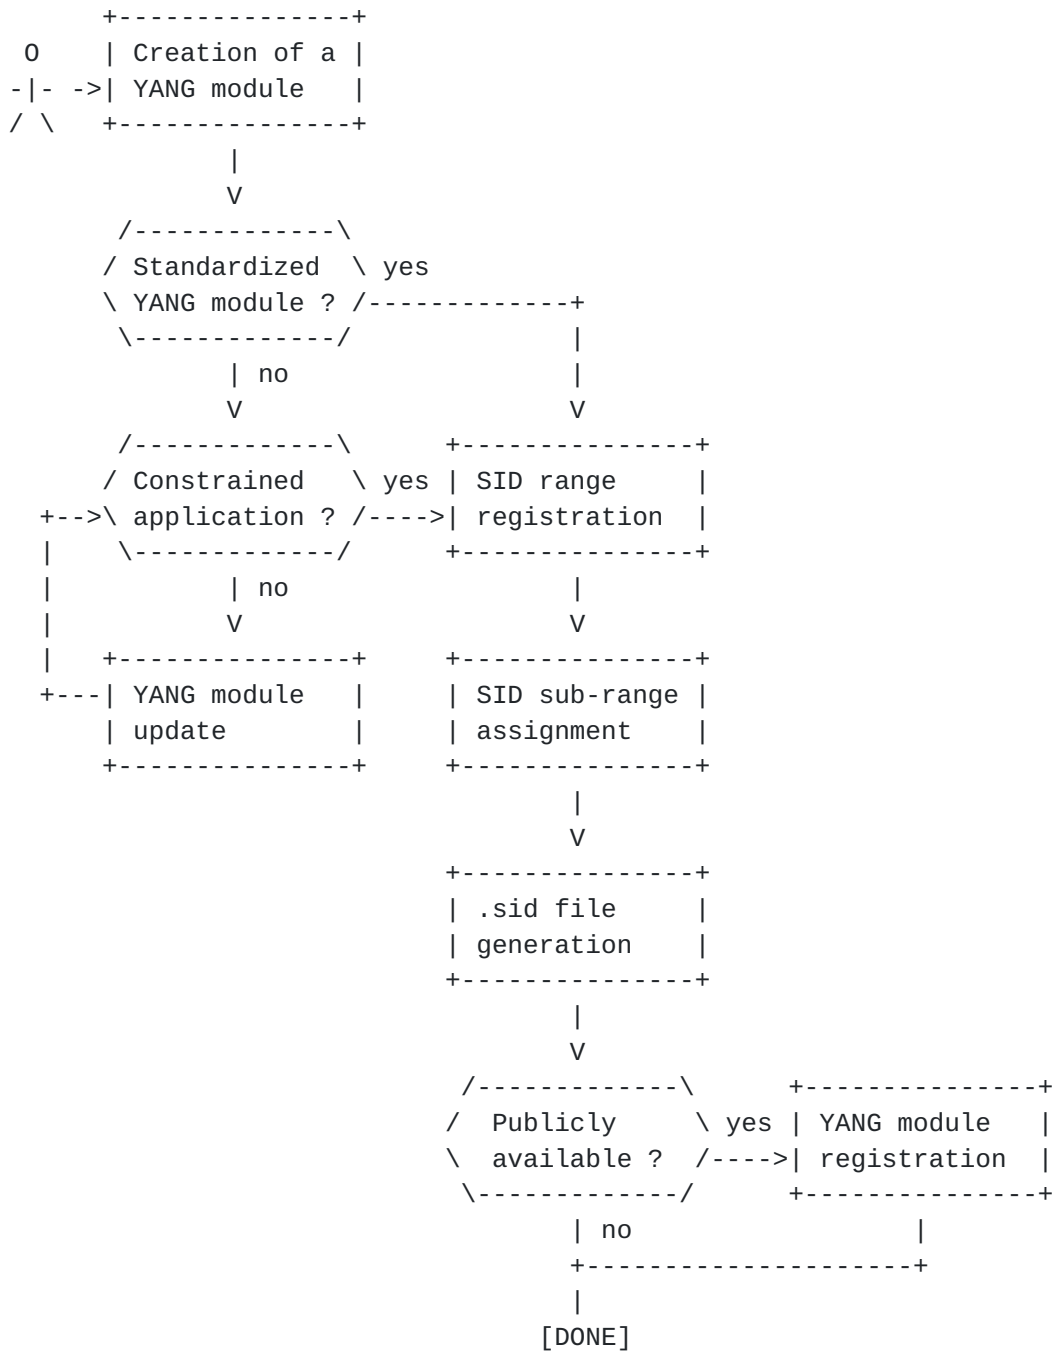 +---------------+
 O    | Creation of a |
-|- ->| YANG module   |
/ \   +---------------+
              |
              V
       /-------------\
      / Standardized  \ yes
      \ YANG module ? /-------------+
       \-------------/              |
              | no                  |
              V                     V
       /-------------\      +---------------+
      / Constrained   \ yes | SID range     |
  +-->\ application ? /---->| registration  |
  |    \-------------/      +---------------+
  |           | no                  |
  |           V                     V
  |   +---------------+     +---------------+
  +---| YANG module   |     | SID sub-range |
      | update        |     | assignment    |
      +---------------+     +---------------+
                                    |
                                    V
                            +---------------+
                            | .sid file     |
                            | generation    |
                            +---------------+
                                    |
                                    V
                             /-------------\      +---------------+
                            /  Publicly     \ yes | YANG module   |
                            \  available ?  /---->| registration  |
                             \-------------/      +---------------+
                                    | no                  |
                                    +---------------------+
                                    |
                                  [DONE]